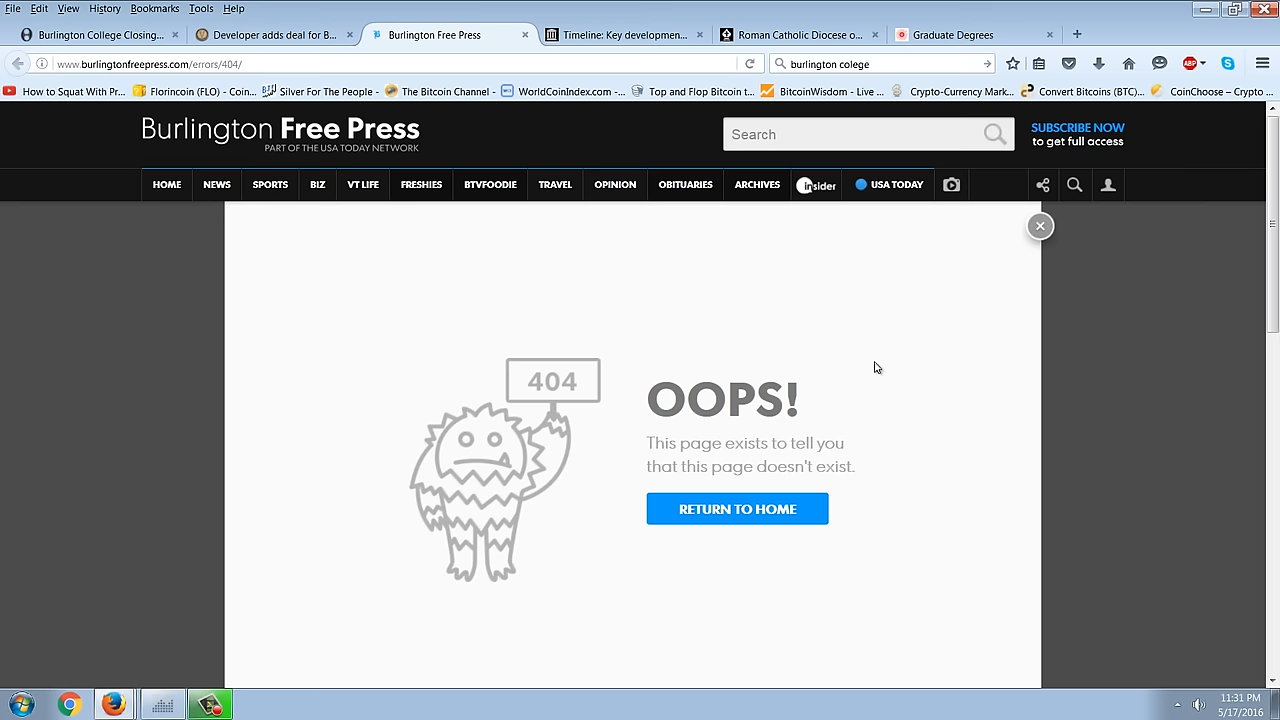 File Edit View History Bookmarks Tools Help
Burlington College Closing... Developer adds deal for B... Burlington Free Press Timeline: Key developmen... Roman Catholic Diocese o... Graduate Degrees
www.burlingtonfreepress.com/errors/404/ burlington colege ABP
How to Squat With Pr... Florincoin (FLO) - Coin... Silver For The People - The Bitcoin Channel - WorldCoinIndex.com -... Top and Flop Bitcoin t... BitcoinWisdom - Live ... Crypto-Currency Mark... Convert Bitcoins (BTC)... CoinChoose – Crypto ...
Burlington Free Press
PART OF THE USA TODAY NETWORK
Search
SUBSCRIBE NOW
to get full access
HOME NEWS SPORTS BIZ VT LIFE FRESHIES BTVFOODIE TRAVEL OPINION OBITUARIES ARCHIVES insider USA TODAY
404
OOPS!
This page exists to tell you
that this page doesn't exist.
RETURN TO HOME
11:31 PM
5/17/2016